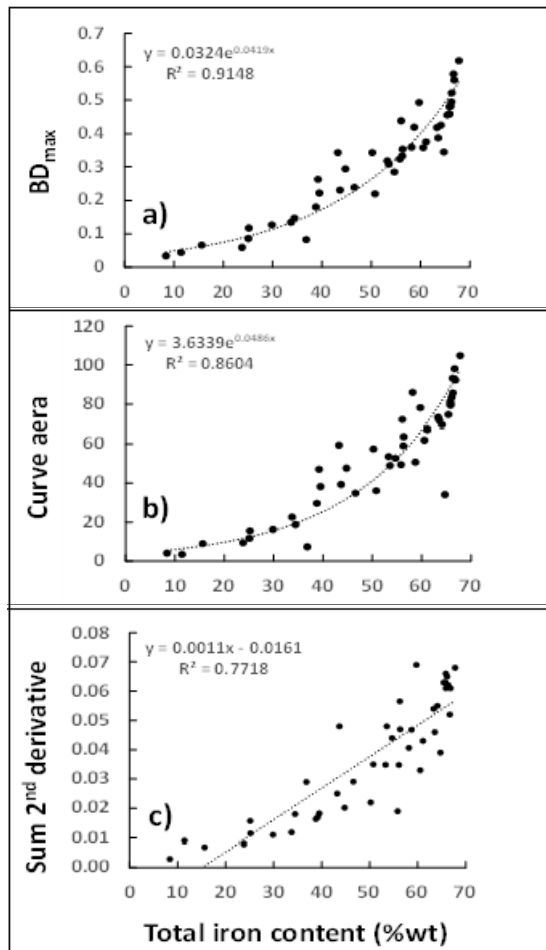 y = 0.0324e^0.0419x
R² = 0.9148
0.7
0.6
0.5
0.4
0.3
0.2
0.1
0
BDmax
a)
0 10 20 30 40 50 60 70
y = 3.6339e^0.0486x
R² = 0.8604
120
100
80
60
40
20
0
Curve aera
b)
0 10 20 30 40 50 60 70
y = 0.0011x - 0.0161
R² = 0.7718
0.08
0.07
0.06
0.05
0.04
0.03
0.02
0.01
0.00
Sum 2nd derivative
c)
0 10 20 30 40 50 60 70
Total iron content (%wt)